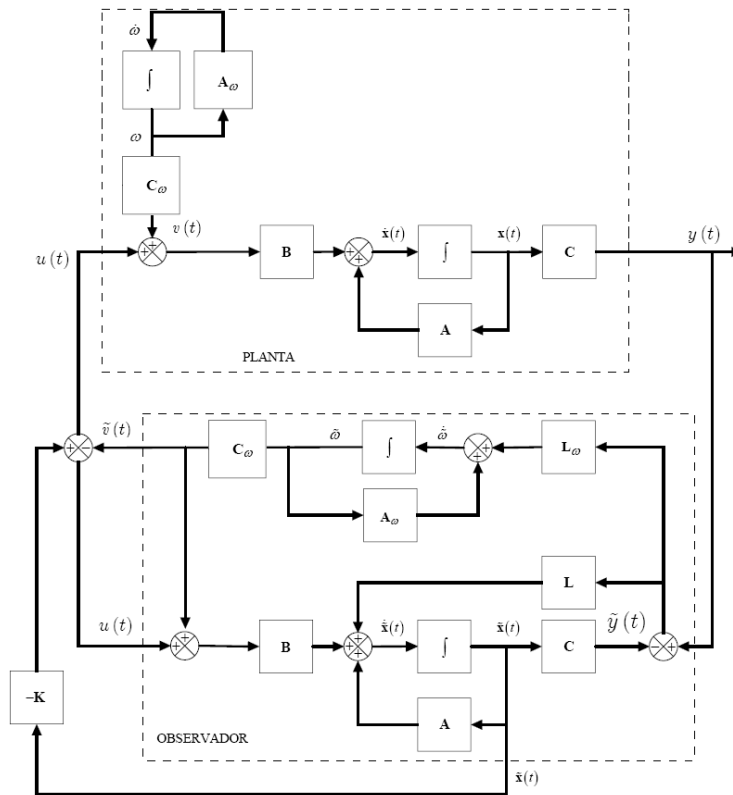 ω̇
∫
A_ω
ω
C_ω
v(t)
u(t)
B
ẋ(t)
∫
x(t)
C
y(t)
A
PLANTA
ṽ(t)
C_ω
ω̃
∫
ω̃̇
L_ω
A_ω
L
u(t)
B
x̃̇(t)
∫
x̃(t)
C
ỹ(t)
–K
A
OBSERVADOR
x̃(t)